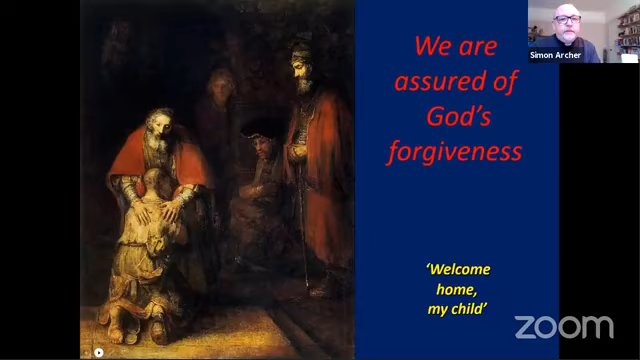 We are
assured of
God's
forgiveness
Simon Archer
'Welcome
home,
my child'
zoom